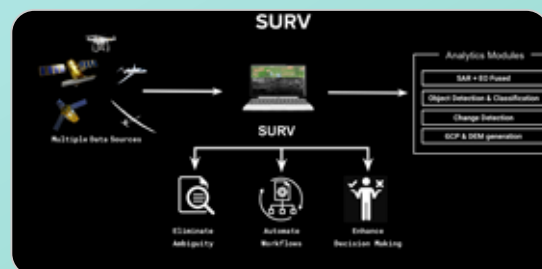 SURV
Analytics Modules
SAR + EO Fused
Object Detection & Classification
Change Detection
GCP & DEM generation
Multiple Data Sources
SURV
Eliminate
Ambiguity
Automate
Workflows
Enhance
Decision Making